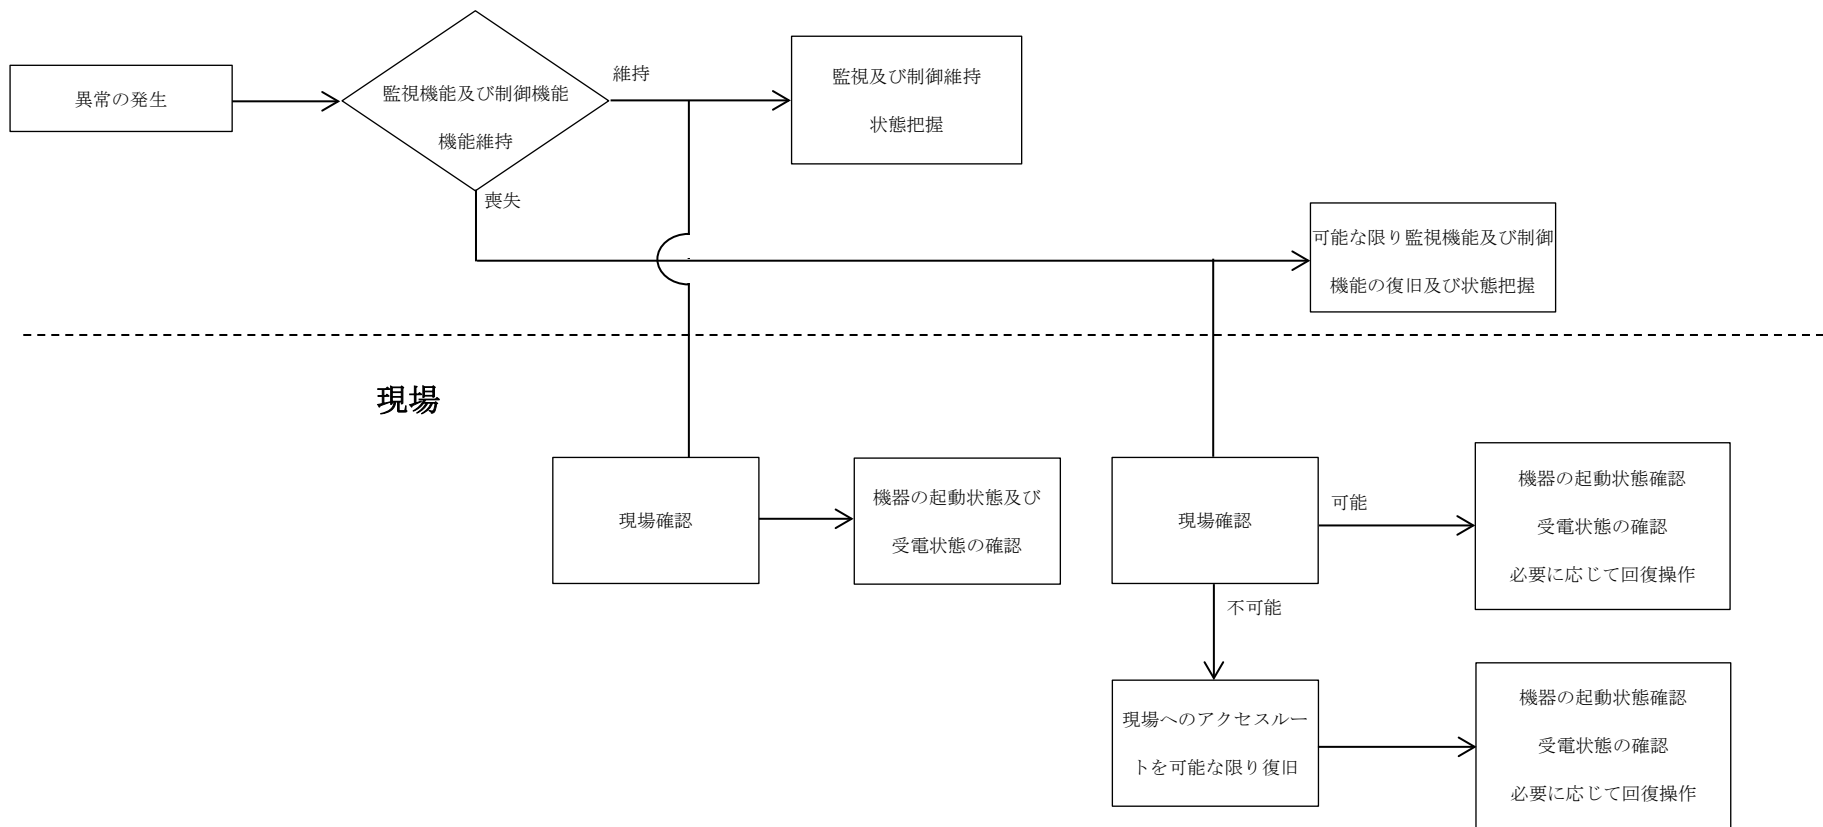 異常の発生
監視機能及び制御機能
機能維持
維持
監視及び制御維持
状態把握
喪失
可能な限り監視機能及び制御
機能の復旧及び状態把握
現場
現場確認
機器の起動状態及び
受電状態の確認
現場確認
可能
機器の起動状態確認
受電状態の確認
必要に応じて回復操作
不可能
現場へのアクセスルー
トを可能な限り復旧
機器の起動状態確認
受電状態の確認
必要に応じて回復操作